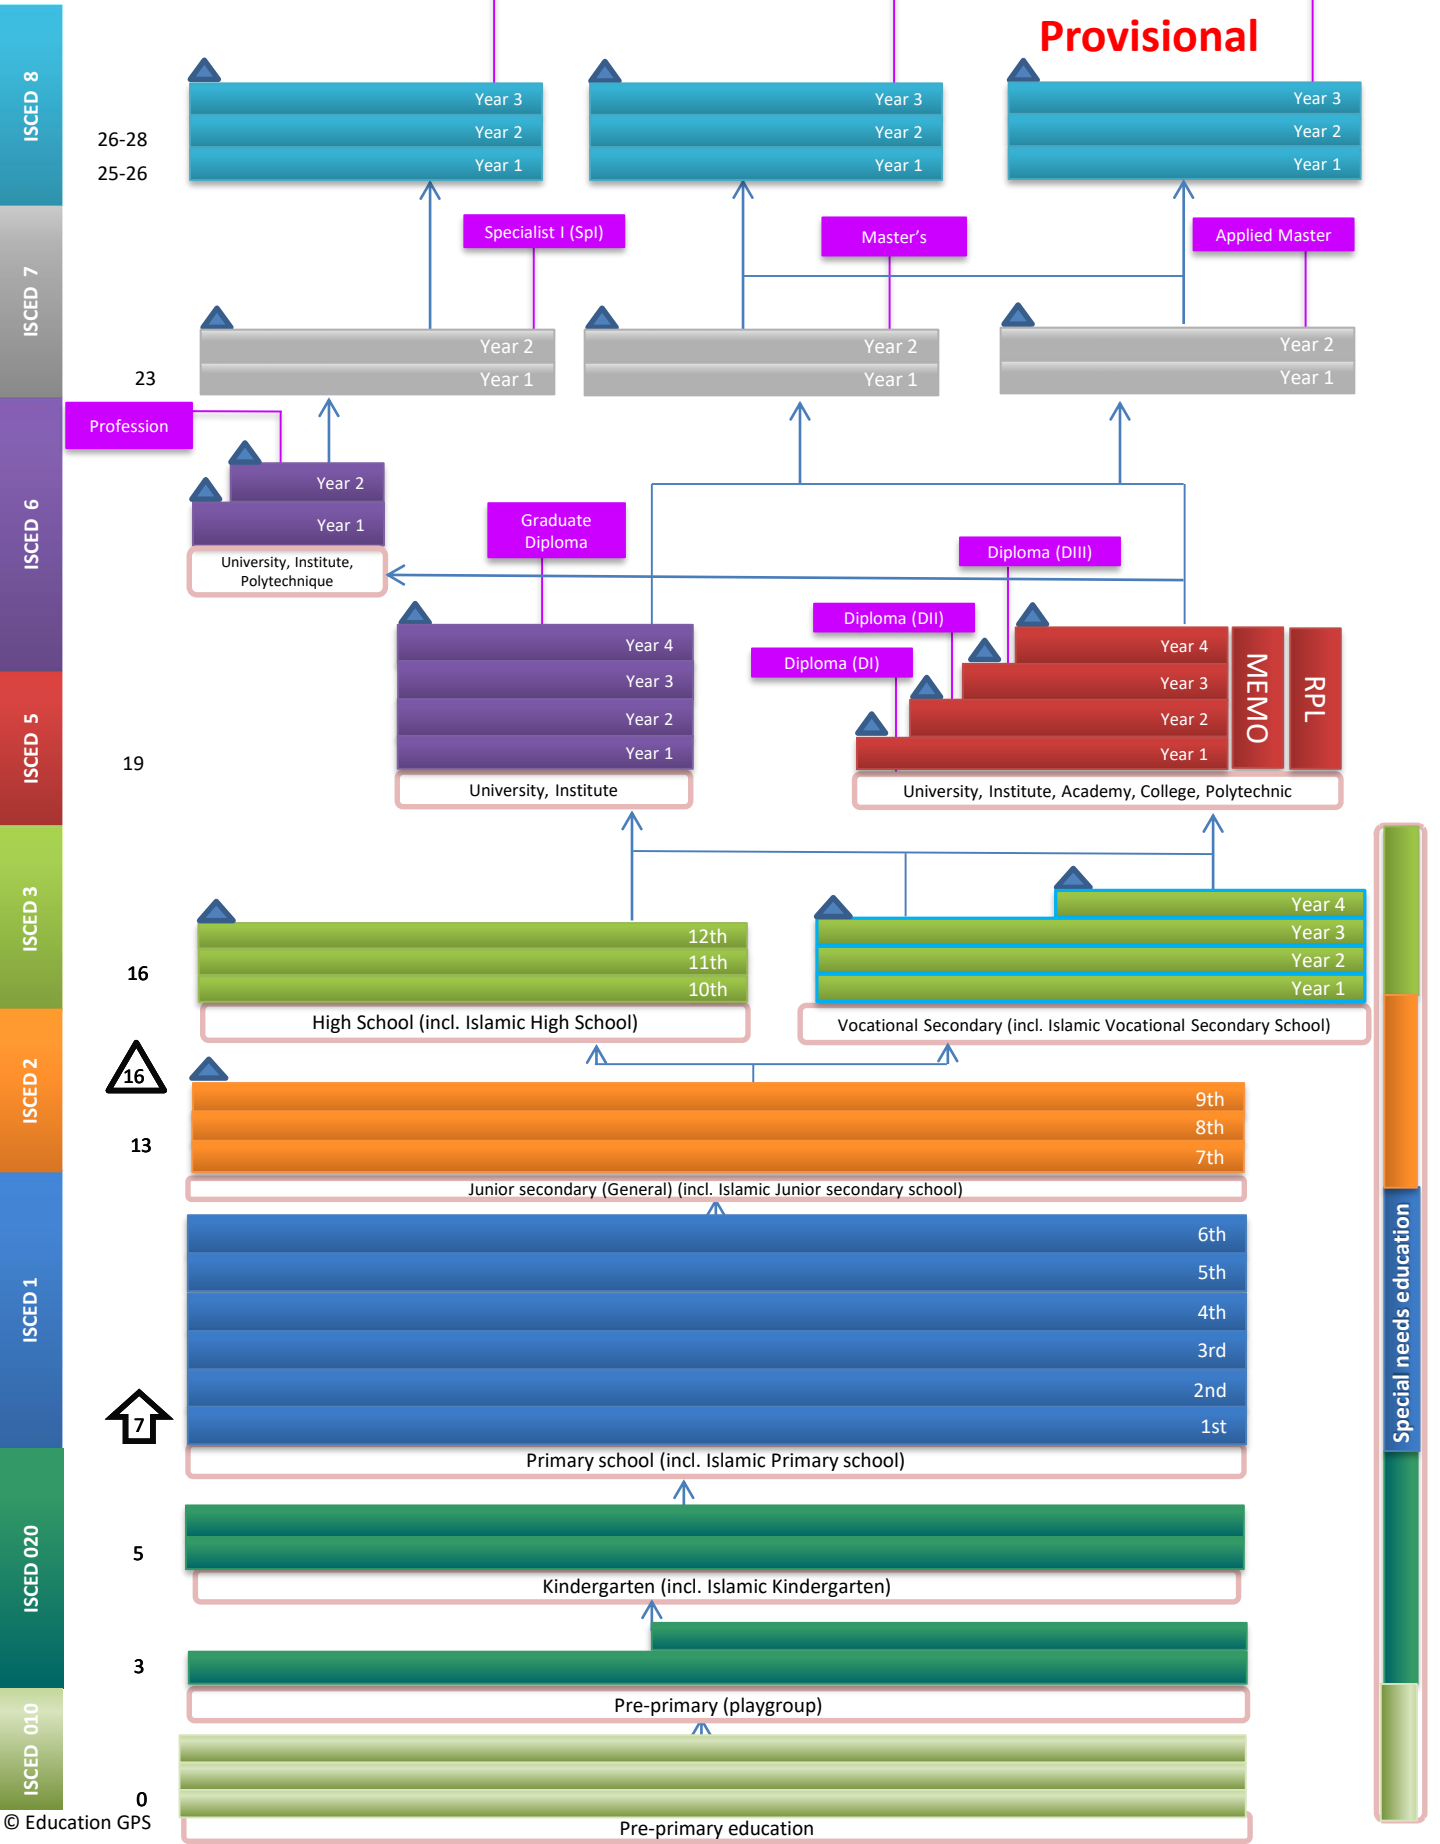 Provisional
ISCED 8
Year 3
Year 3
Year 3
26-28
Year 2
Year 2
Year 2
25-26
Year 1
Year 1
Year 1
ISCED 7
Specialist I (SpI)
Master's
Applied Master
Year 2
Year 2
Year 2
23
Year 1
Year 1
Year 1
ISCED 6
Profession
Year 2
Year 1
University, Institute,
Polytechnique
Graduate
Diploma
Diploma (DIII)
Diploma (DII)
Diploma (DI)
Year 4
Year 3
Year 2
Year 1
University, Institute
Year 4
Year 3
Year 2
Year 1
MEMO
RPL
University, Institute, Academy, College, Polytechnic
ISCED 5
19
ISCED 3
12th
11th
10th
16
High School (incl. Islamic High School)
Year 4
Year 3
Year 2
Year 1
Vocational Secondary (incl. Islamic Vocational Secondary School)
ISCED 2
16
13
9th
8th
7th
Junior secondary (General) (incl. Islamic Junior secondary school)
ISCED 1
6th
5th
4th
3rd
2nd
1st
7
Primary school (incl. Islamic Primary school)
Special needs education
ISCED 020
5
Kindergarten (incl. Islamic Kindergarten)
3
Pre-primary (playgroup)
ISCED 010
0
Pre-primary education
© Education GPS